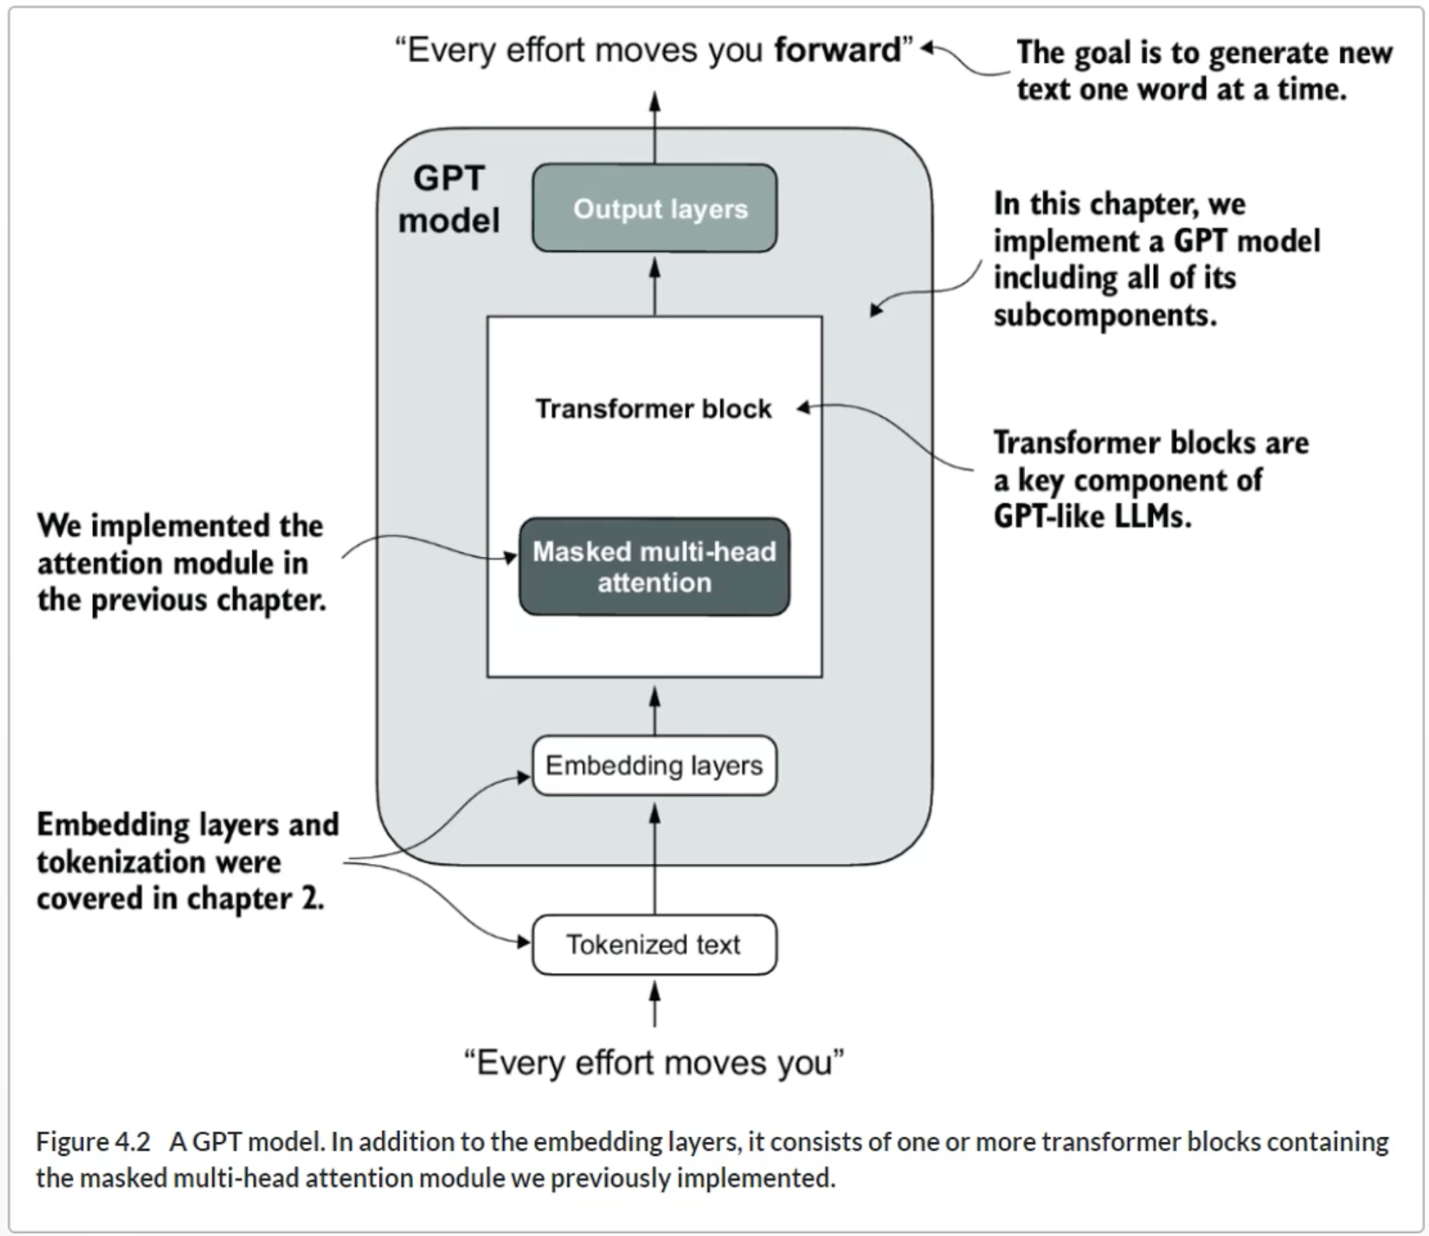 “Every effort moves you forward”
The goal is to generate new
text one word at a time.
GPT
model
Output layers
In this chapter, we
implement a GPT model
including all of its
subcomponents.
Transformer block
Transformer blocks are
a key component of
GPT-like LLMs.
We implemented the
attention module in
the previous chapter.
Masked multi-head
attention
Embedding layers
Embedding layers and
tokenization were
covered in chapter 2.
Tokenized text
“Every effort moves you”
Figure 4.2 A GPT model. In addition to the embedding layers, it consists of one or more transformer blocks containing
the masked multi-head attention module we previously implemented.